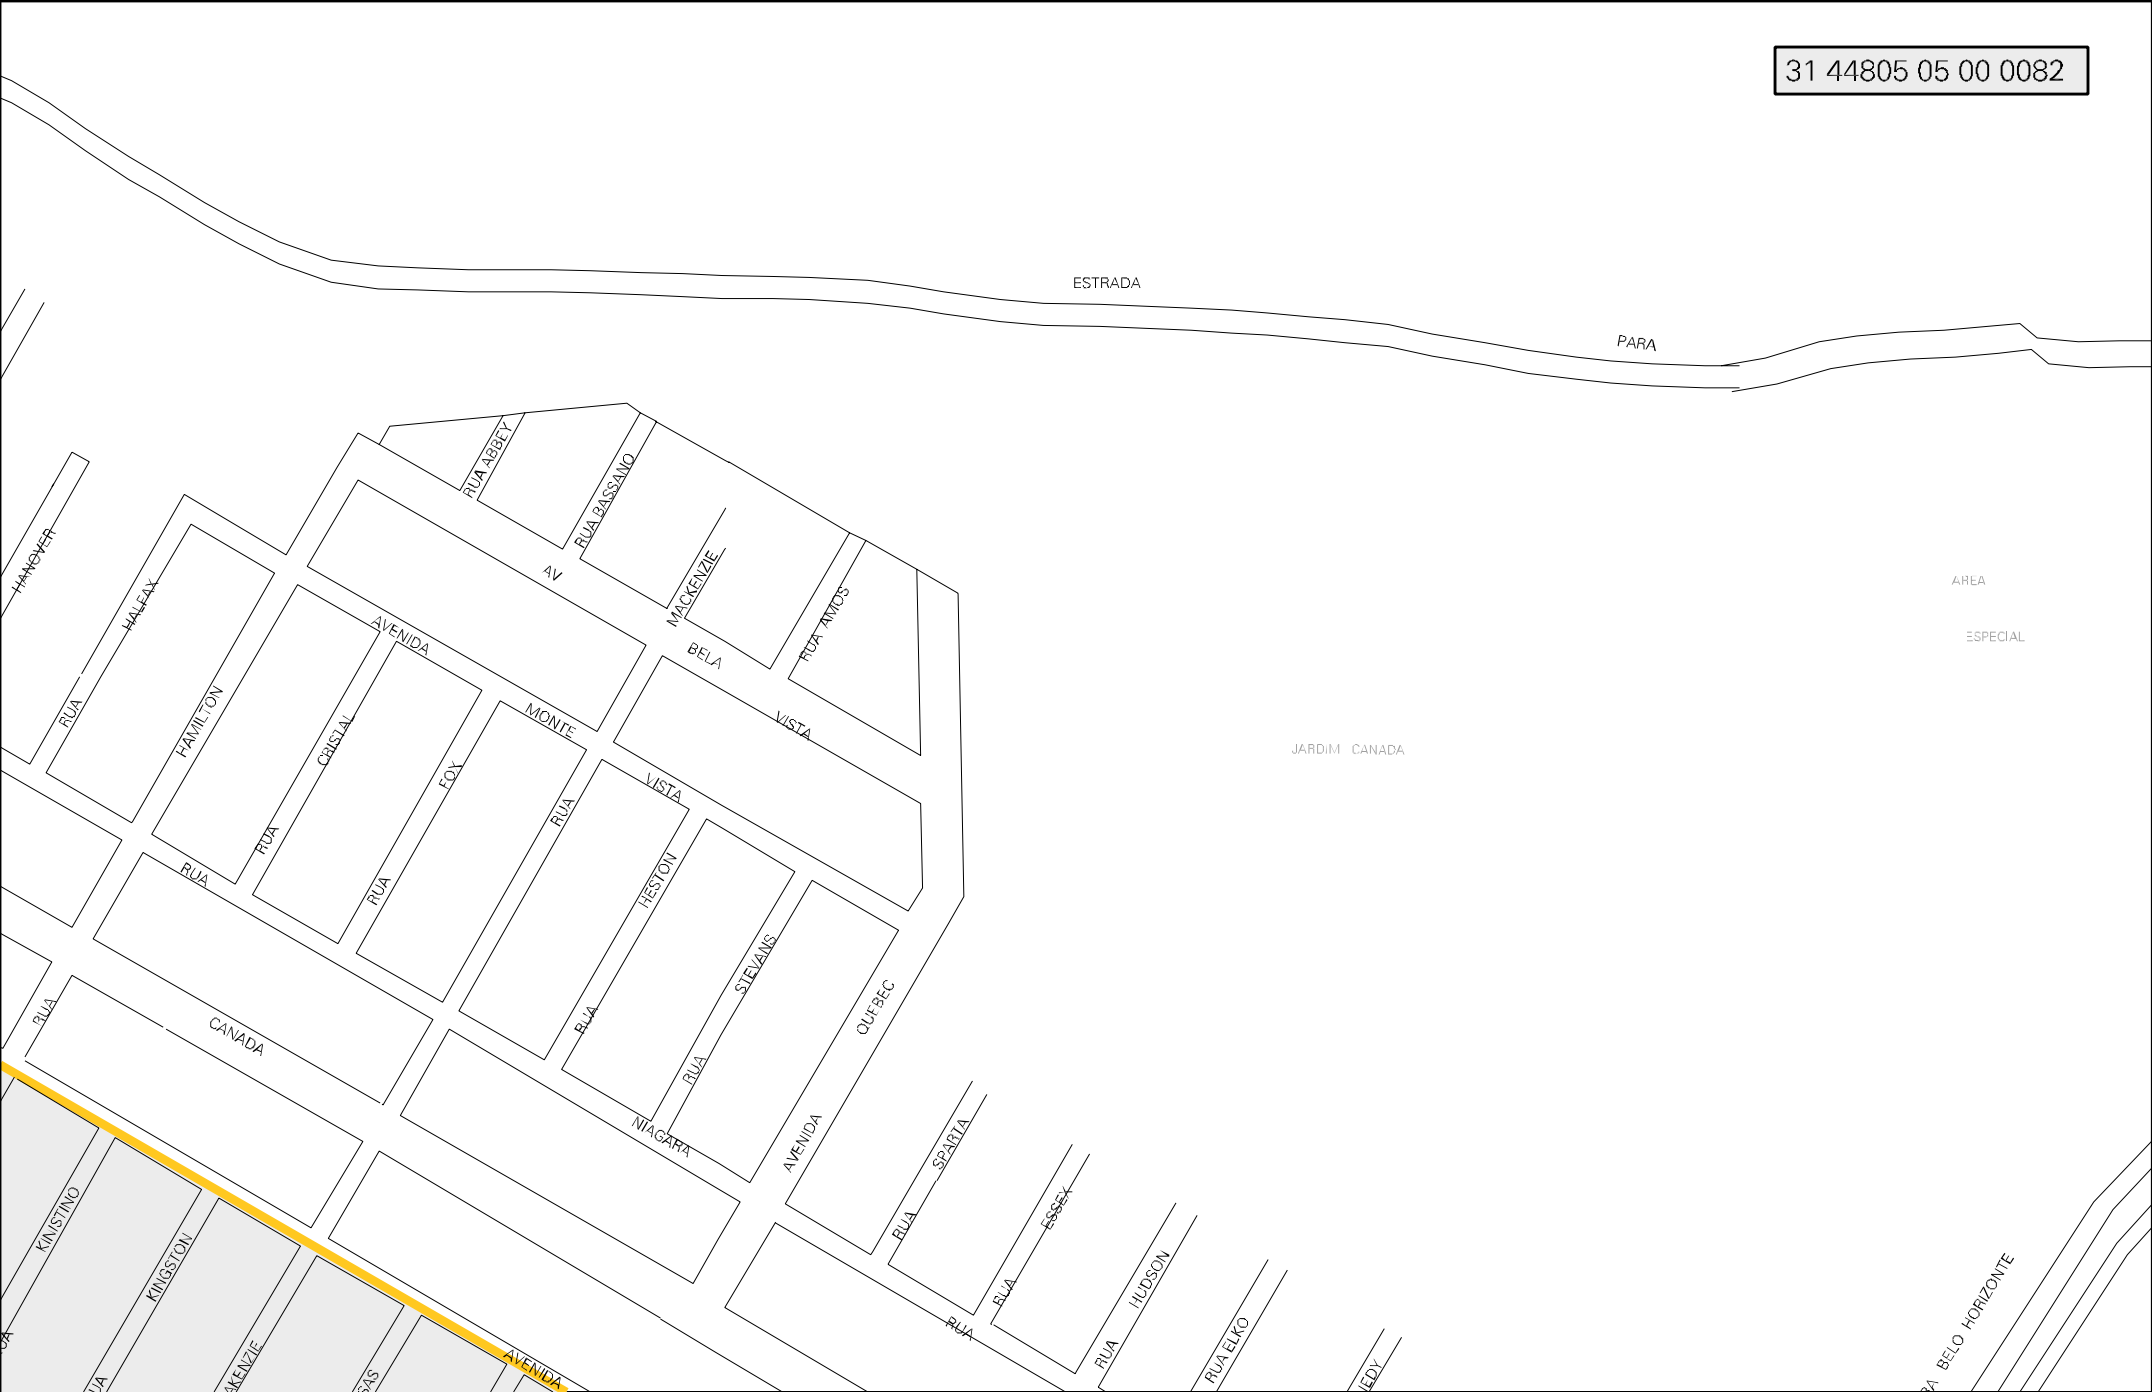 31 44805 05 00 0082
ESTRADA
PARA
RUA ABBEY
RUA BASSANO
HANOVER
AV
MACKENZIE
AREA
HALFAX
RUA AMOS
ESPECIAL
AVENIDA
BELA
RUA
HAMILTON
MONTE
VISTA
CRISTAL
JARDIM CANADA
FOX
VISTA
RUA
RUA
RUA
RUA
HESTON
STEVANS
RUA
CANADA
RUA
QUEBEC
RUA
NIAGARA
AVENIDA
SPARTA
KINISTINO
RUA
ESSEX
KINGSTON
HUDSON
RUA
RUA
BELO HORIZONTE
RUA
RUA ELKO
AVENIDA